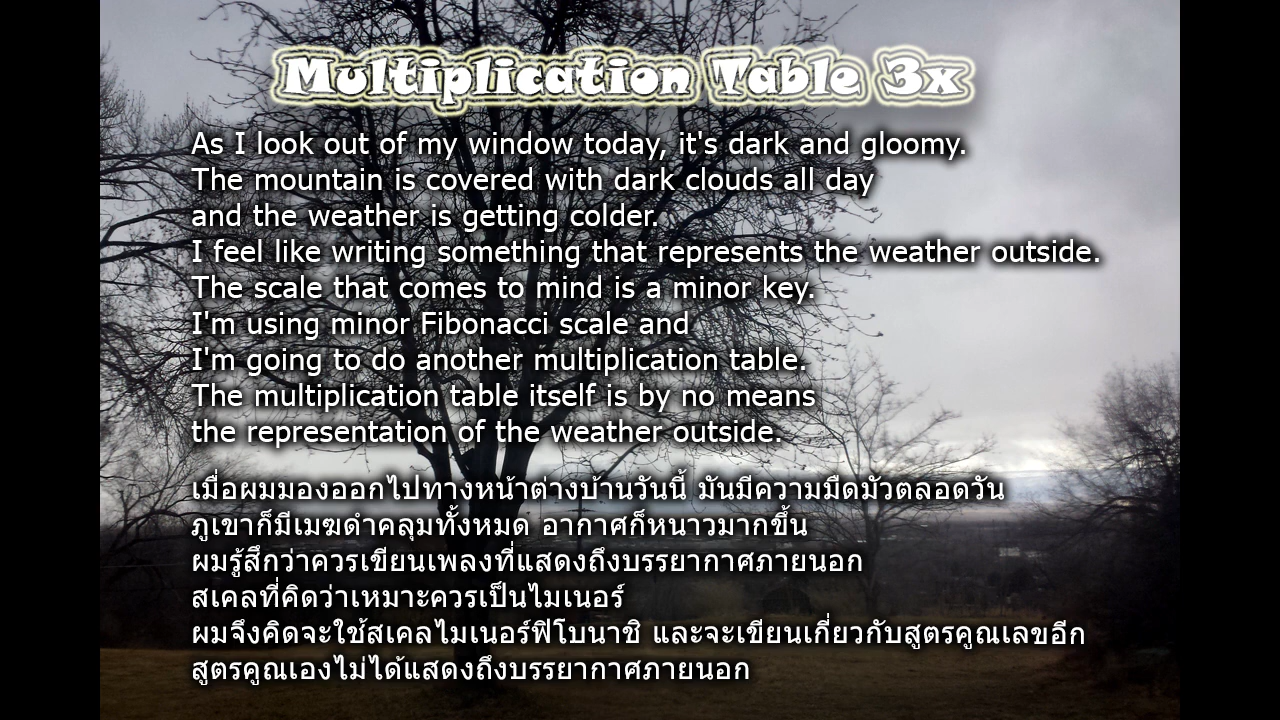 Multiplication Table 3x
As I look out of my window today, it's dark and gloomy.
The mountain is covered with dark clouds all day
and the weather is getting colder.
I feel like writing something that represents the weather outside.
The scale that comes to mind is a minor key.
I'm using minor Fibonacci scale and
I'm going to do another multiplication table.
The multiplication table itself is by no means
the representation of the weather outside.
เมื่อผมมองออกไปทางหน้าต่างบ้านวันนี้ มันมีความมืดมัวตลอดวัน
ภูเขาก็มีเมฆดำคลุมทั้งหมด อากาศก็หนาวมากขึ้น
ผมรู้สึกว่าควรเขียนเพลงที่แสดงถึงบรรยากาศภายนอก
สเคลที่คิดว่าเหมาะควรเป็นไมเนอร์
ผมจึงคิดจะใช้สเคลไมเนอร์ฟิโบนาชิ และจะเขียนเกี่ยวกับสูตรคูณเลขอีก
สูตรคูณเองไม่ได้แสดงถึงบรรยากาศภายนอก